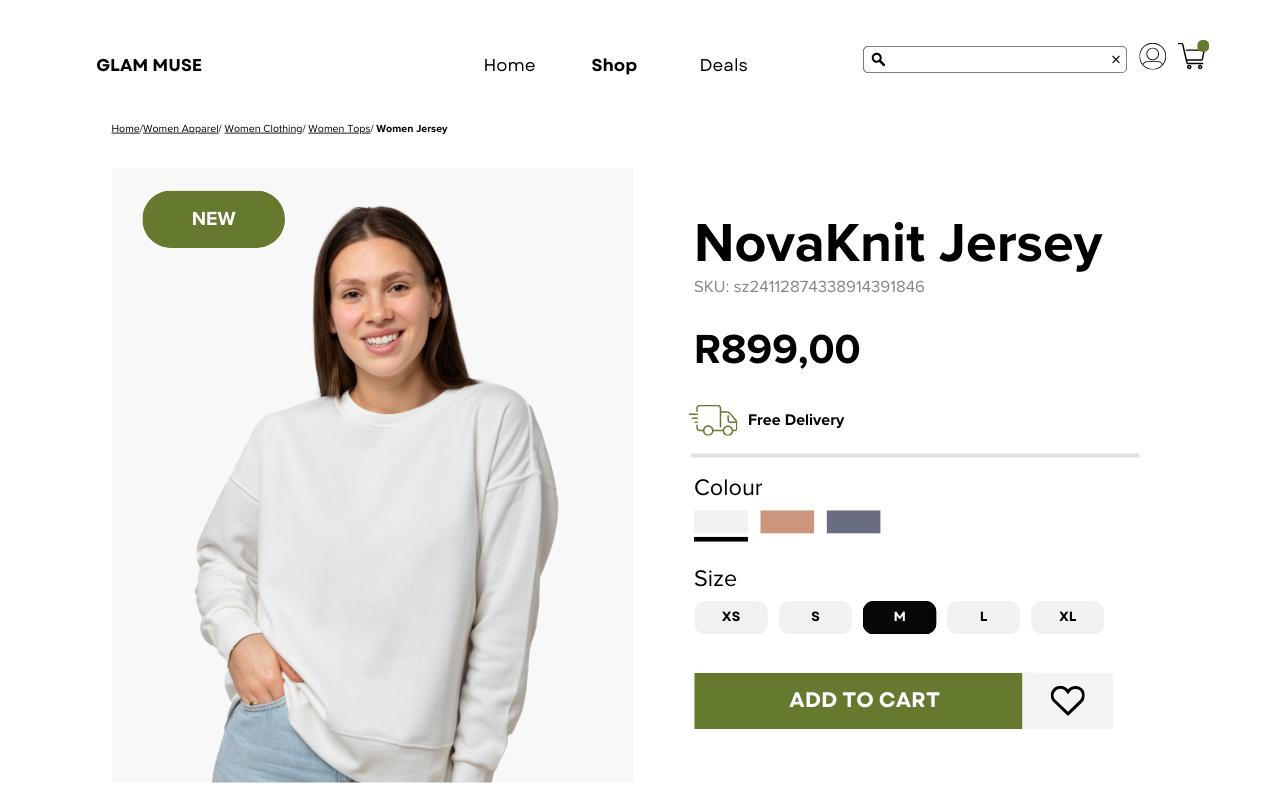 GLAM MUSE
Home
Shop
Deals
Home/Women Apparel/ Women Clothing/ Women Tops/ Women Jersey
NEW
NovaKnit Jersey
SKU: sz24112874338914391846
R899,00
Free Delivery
Colour
Size
XS
S
M
L
XL
ADD TO CART